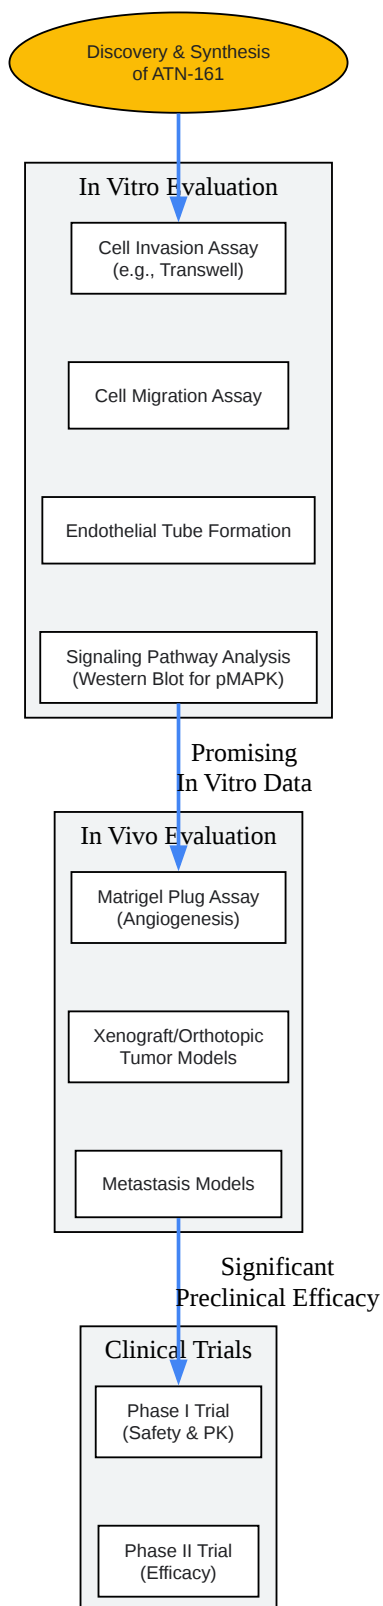 Discovery & Synthesis
of ATN-161
In Vitro Evaluation
Cell Invasion Assay
(e.g., Transwell)
Cell Migration Assay
Endothelial Tube Formation
Signaling Pathway Analysis
(Western Blot for pMAPK)
Promising
In Vitro Data
In Vivo Evaluation
Matrigel Plug Assay
(Angiogenesis)
Xenograft/Orthotopic
Tumor Models
Metastasis Models
Significant
Preclinical Efficacy
Clinical Trials
Phase I Trial
(Safety & PK)
Phase II Trial
(Efficacy)